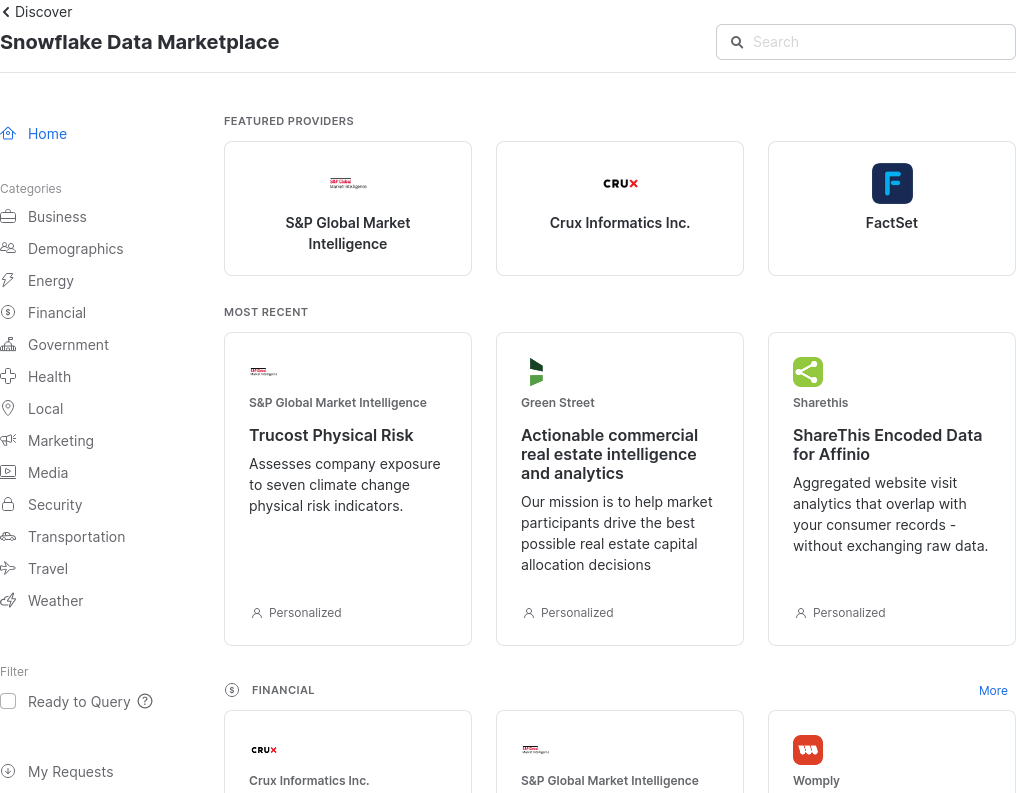 Discover
Snowflake Data Marketplace
Search
Home
Categories
Business
Demographics
Energy
Financial
Government
Health
Local
Marketing
Media
Security
Transportation
Travel
Weather
Filter
Ready to Query ?
My Requests
FEATURED PROVIDERS
S&P Global
Market Intelligence
S&P Global Market
Intelligence
CRUX
Crux Informatics Inc.
F
FactSet
MOST RECENT
S&P Global
Market Intelligence
S&P Global Market Intelligence
Trucost Physical Risk
Assesses company exposure
to seven climate change
physical risk indicators.
Personalized
Green Street
Actionable commercial
real estate intelligence
and analytics
Our mission is to help market
participants drive the best
possible real estate capital
allocation decisions
Personalized
Sharethis
ShareThis Encoded Data
for Affinio
Aggregated website visit
analytics that overlap with
your consumer records -
without exchanging raw data.
Personalized
$ FINANCIAL
More
CRUX
Crux Informatics Inc.
S&P Global
Market Intelligence
S&P Global Market Intelligence
Womply